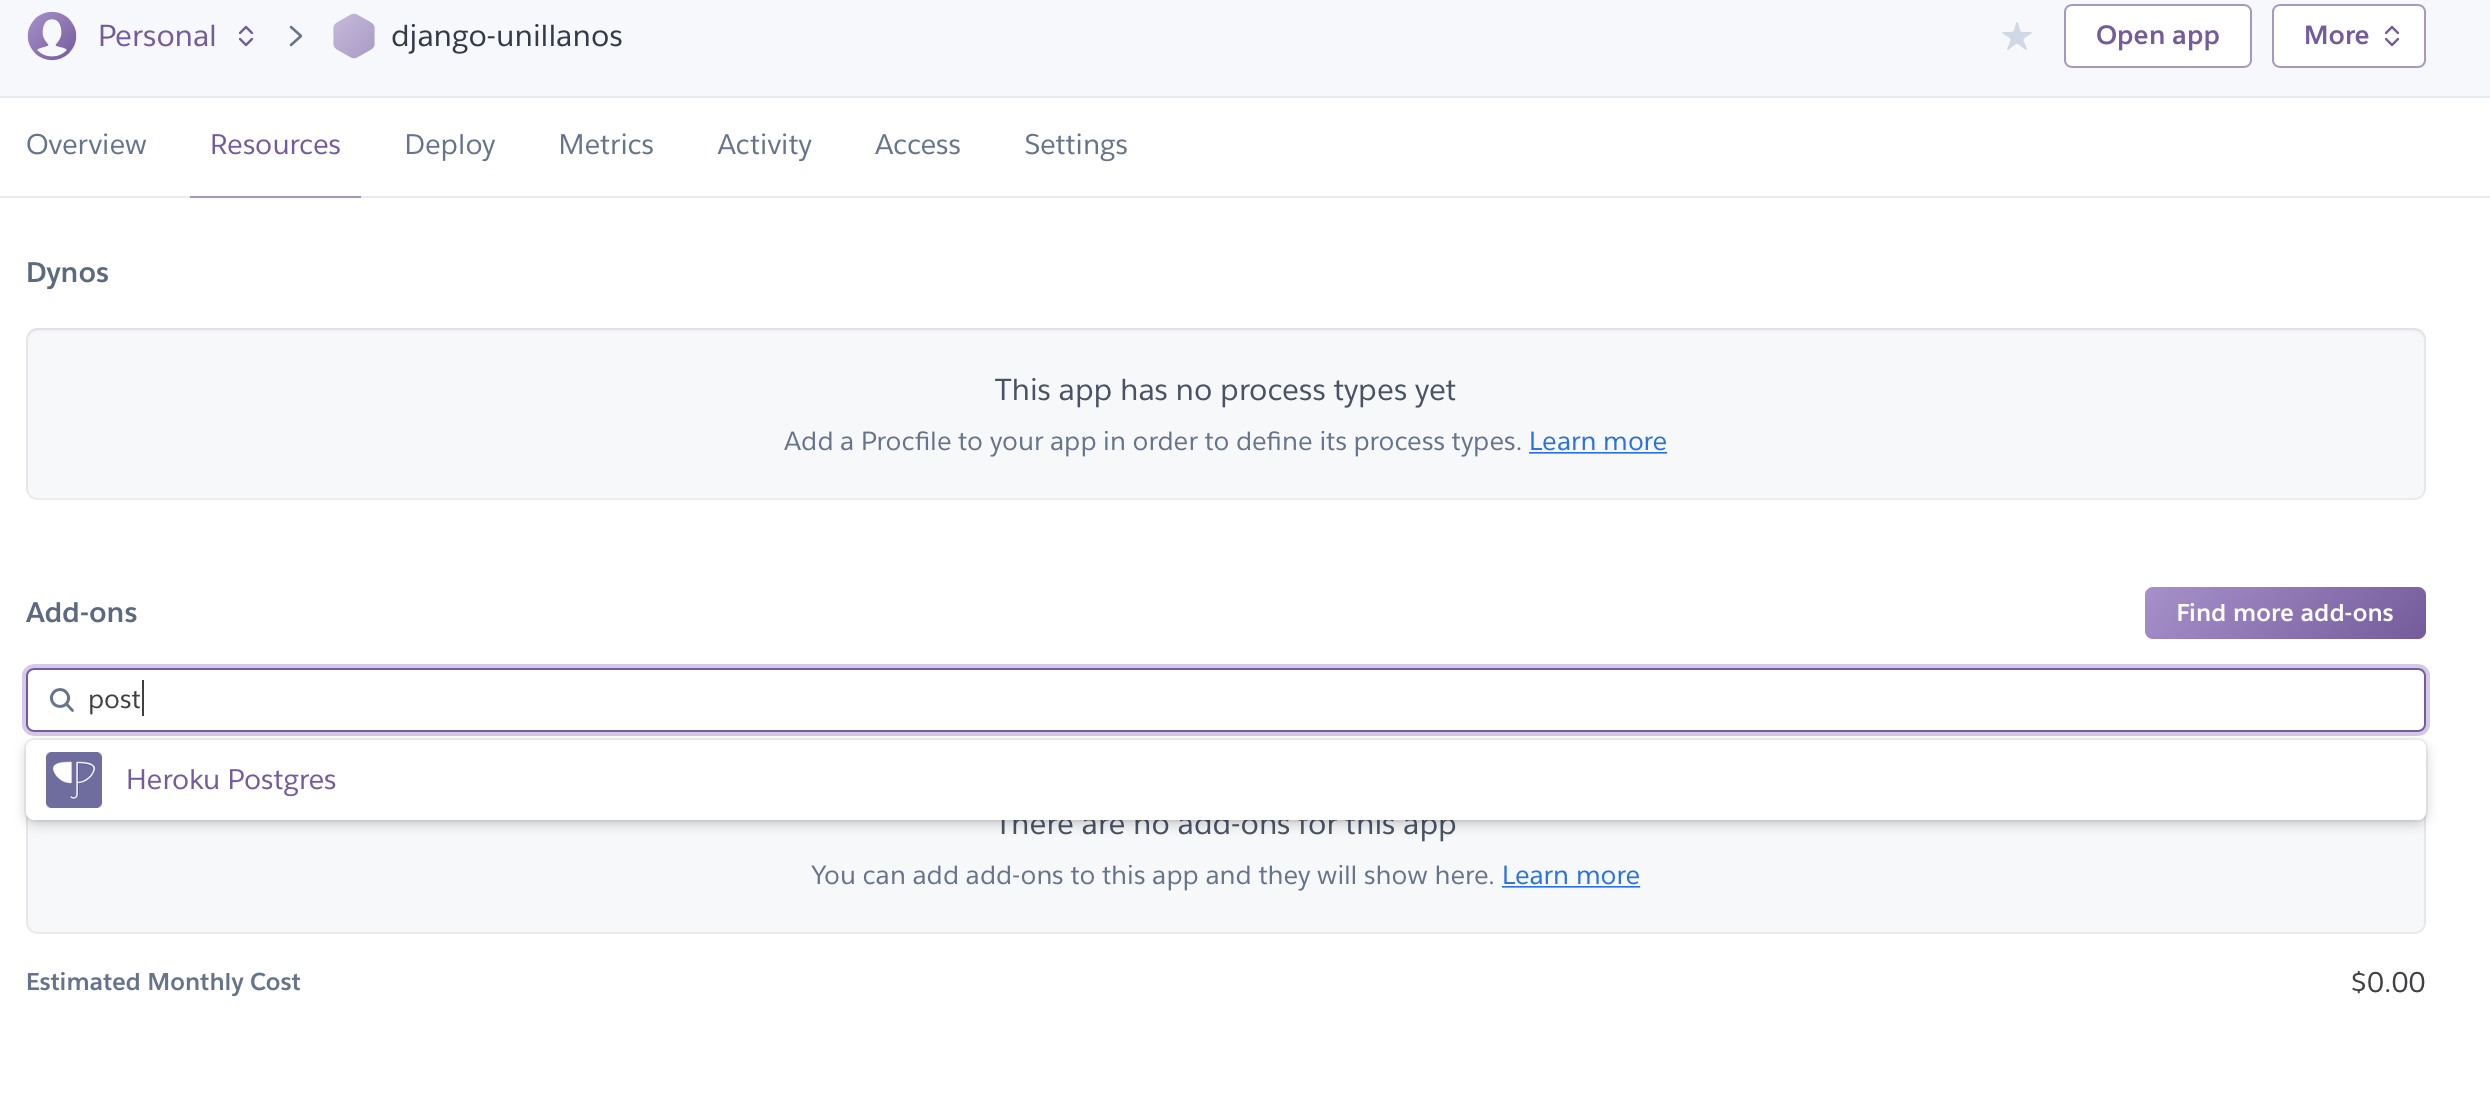 Personal django-unillanos Open app More
Overview Resources Deploy Metrics Activity Access Settings
Dynos
This app has no process types yet
Add a Procfile to your app in order to define its process types. Learn more
Add-ons Find more add-ons
post
Heroku Postgres
There are no add-ons for this app
You can add add-ons to this app and they will show here. Learn more
Estimated Monthly Cost $0.00